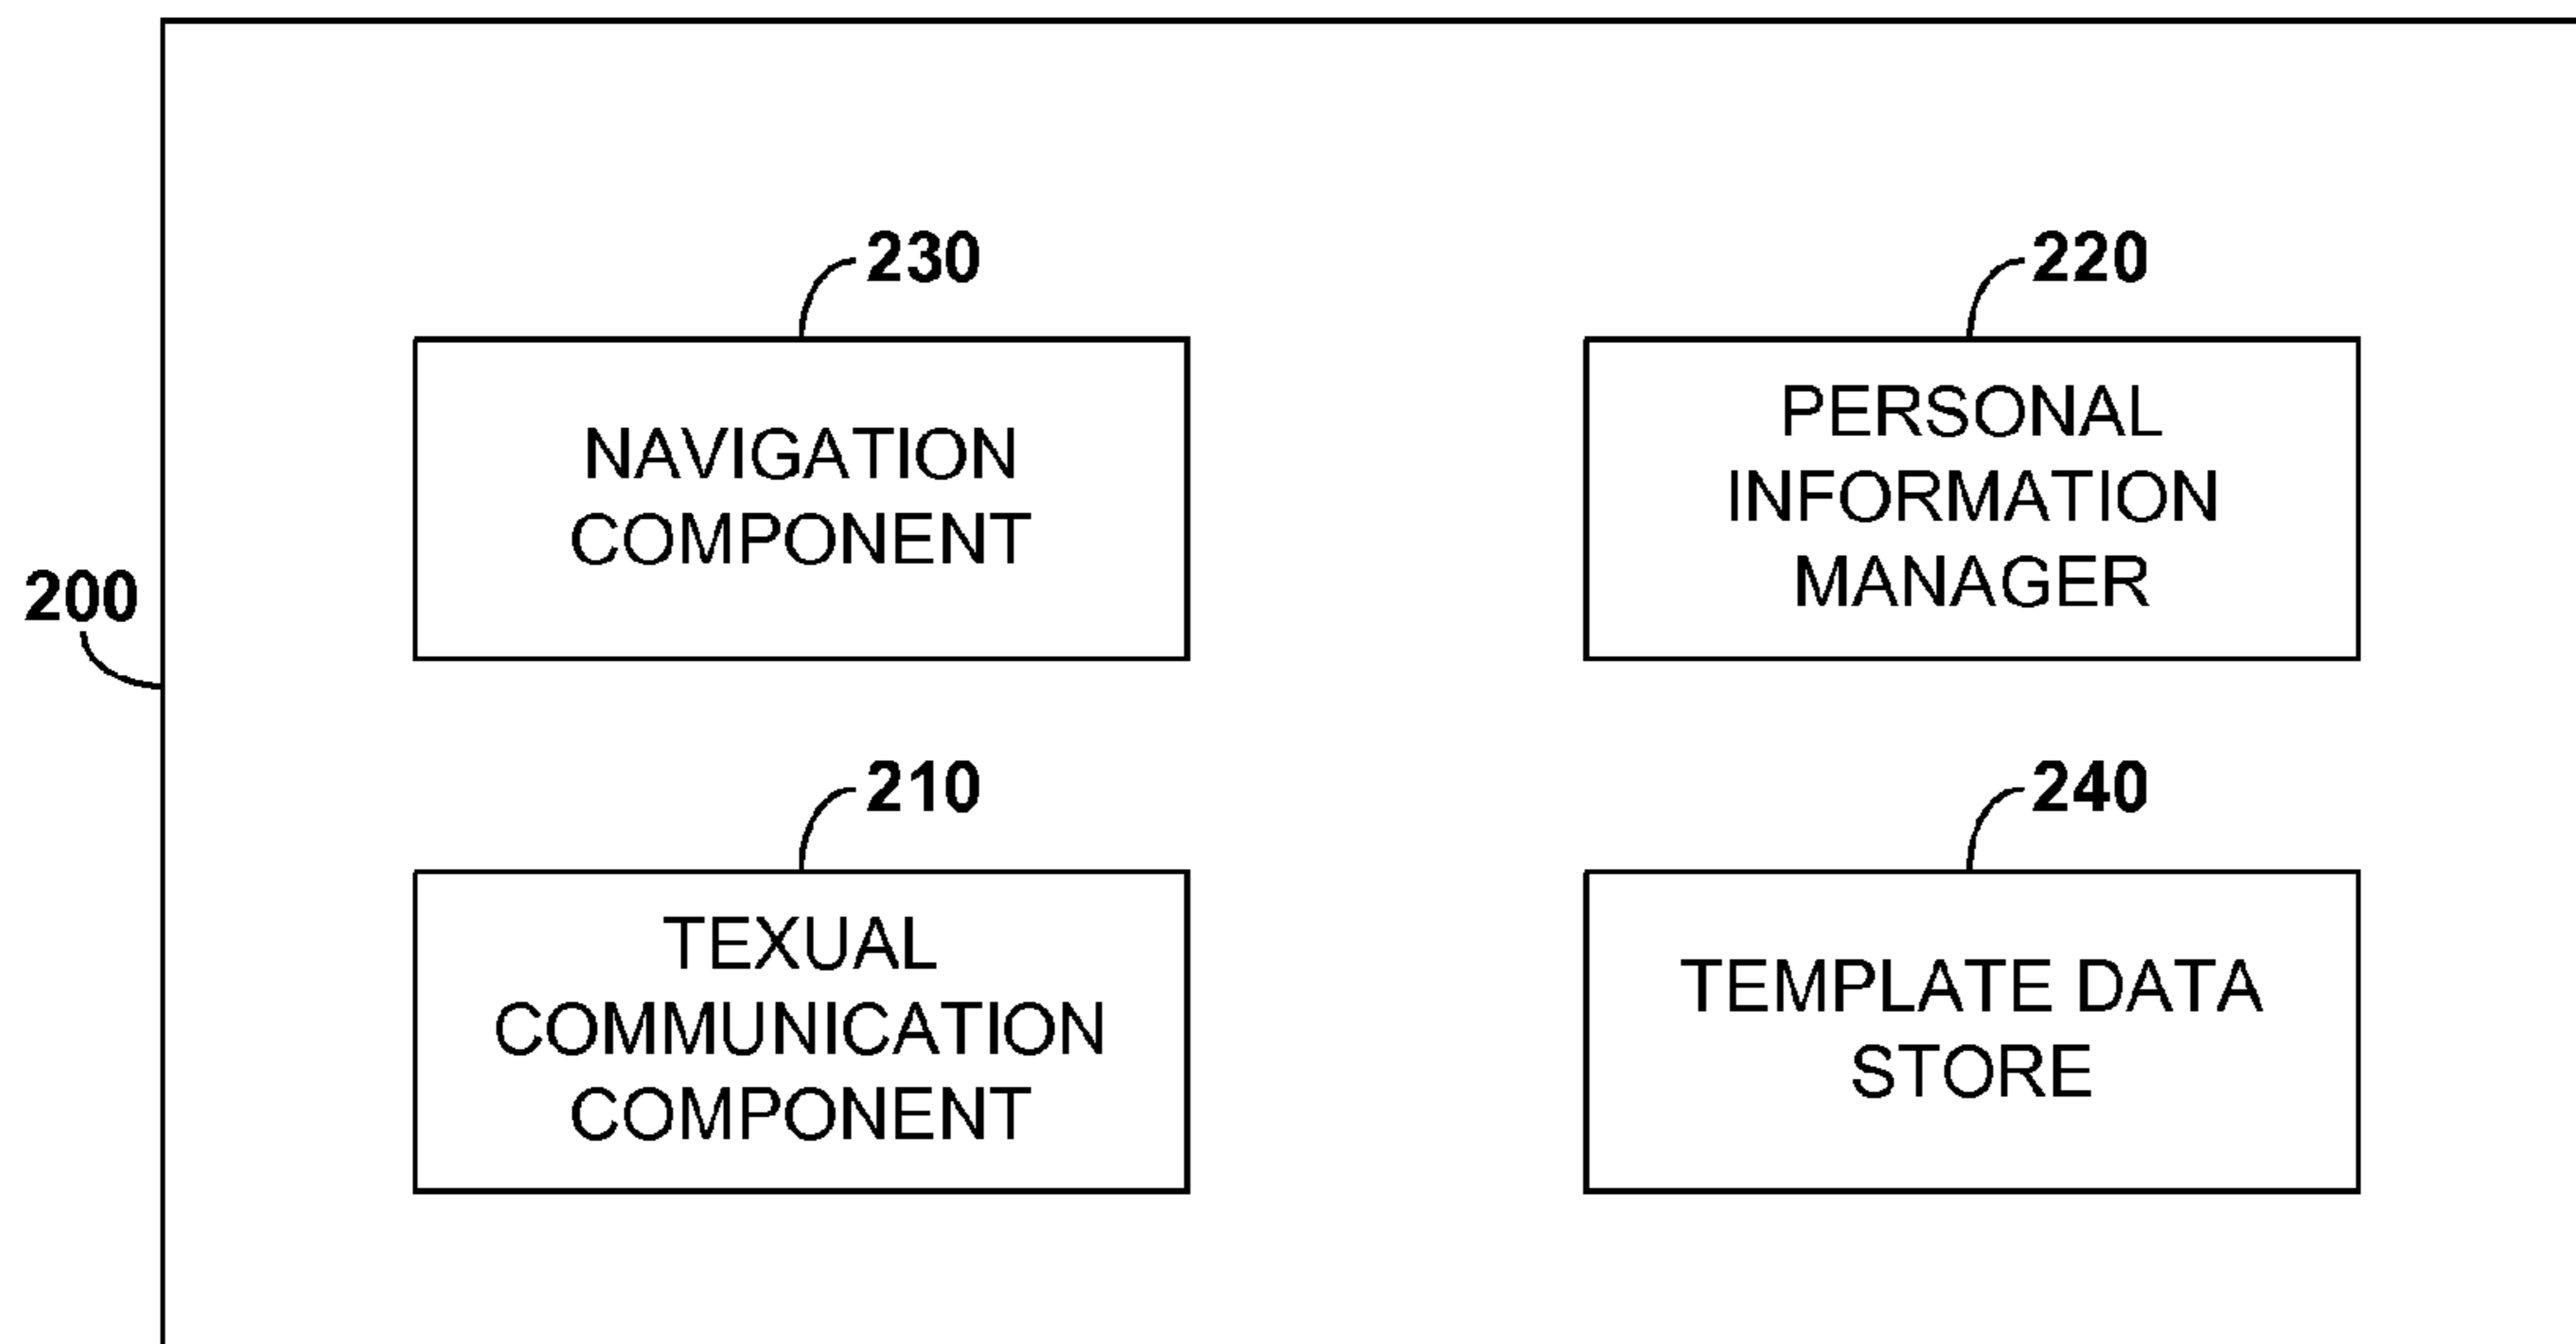 230
220
NAVIGATION
COMPONENT
PERSONAL
INFORMATION
MANAGER
200
210
240
TEXUAL
COMMUNICATION
COMPONENT
TEMPLATE DATA
STORE